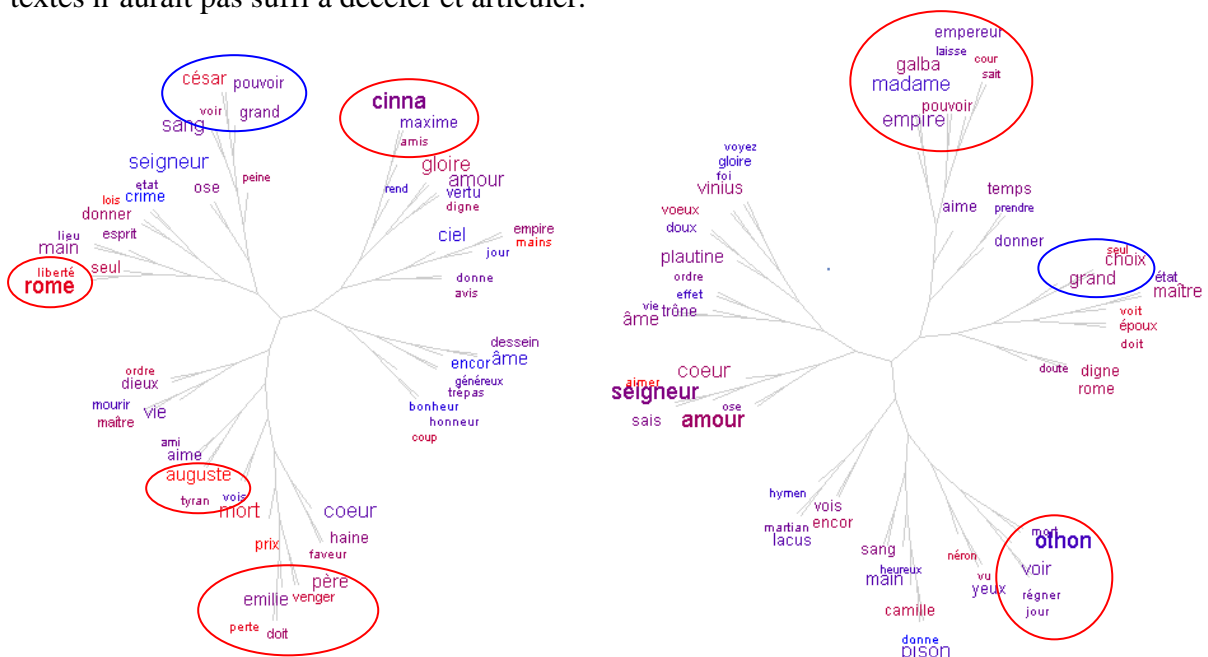 textes n'aurait pas suffi à déceler et articuler.
césar
pouvoir
voir
grand
sang
cinna
maxime
amis
seigneur
etat
lois
crime
donner
ose
peine
lieu
esprit
main
liberté
seul
rome
gloire
amour
rend
vertu
digne
ciel
empire
mains
jour
donne
avis
dessein
encor
âme
généreux
trépas
bonheur
honneur
coup
ordre
dieux
mourir
vie
maître
ami
aime
auguste
tyran
vois
mort
coeur
haine
prix
faveur
père
emilie
venger
perte
doit
empereur
laisse
galba
cour
sait
madame
pouvoir
empire
voyez
gloire
foi
vinius
voeux
doux
plautine
ordre
effet
vie
trône
âme
aime
temps
prendre
donner
seul
choix
grand
état
maître
voit
époux
doit
doute
digne
rome
aimer
coeur
seigneur
ose
sais
amour
hymen
vois
martian
encor
lacus
sang
heureux
main
néron
vu
yeux
camille
donne
pison
mort
othon
voir
régner
jour